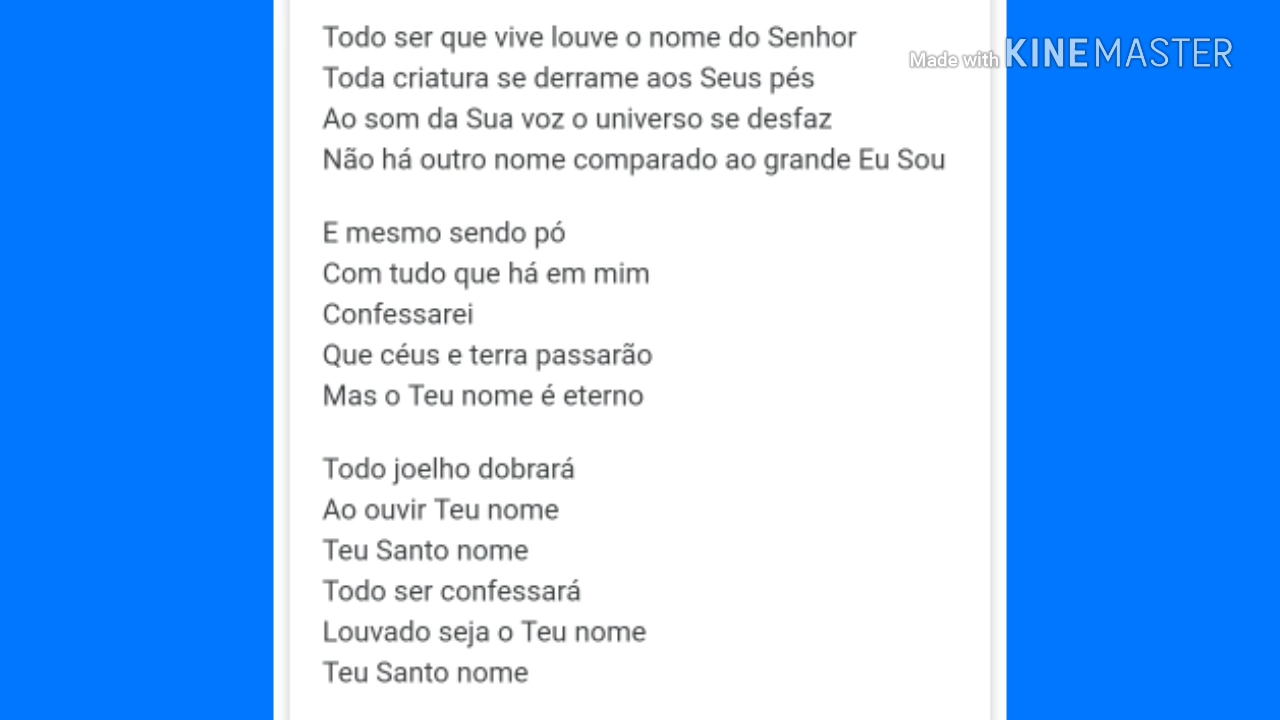 Todo ser que vive louve o nome do Senhor
Made with KINEMASTER
Toda criatura se derrame aos Seus pés
Ao som da Sua voz o universo se desfaz
Não há outro nome comparado ao grande Eu Sou
E mesmo sendo pó
Com tudo que há em mim
Confessarei
Que céus e terra passarão
Mas o Teu nome é eterno
Todo joelho dobrará
Ao ouvir Teu nome
Teu Santo nome
Todo ser confessará
Louvado seja o Teu nome
Teu Santo nome